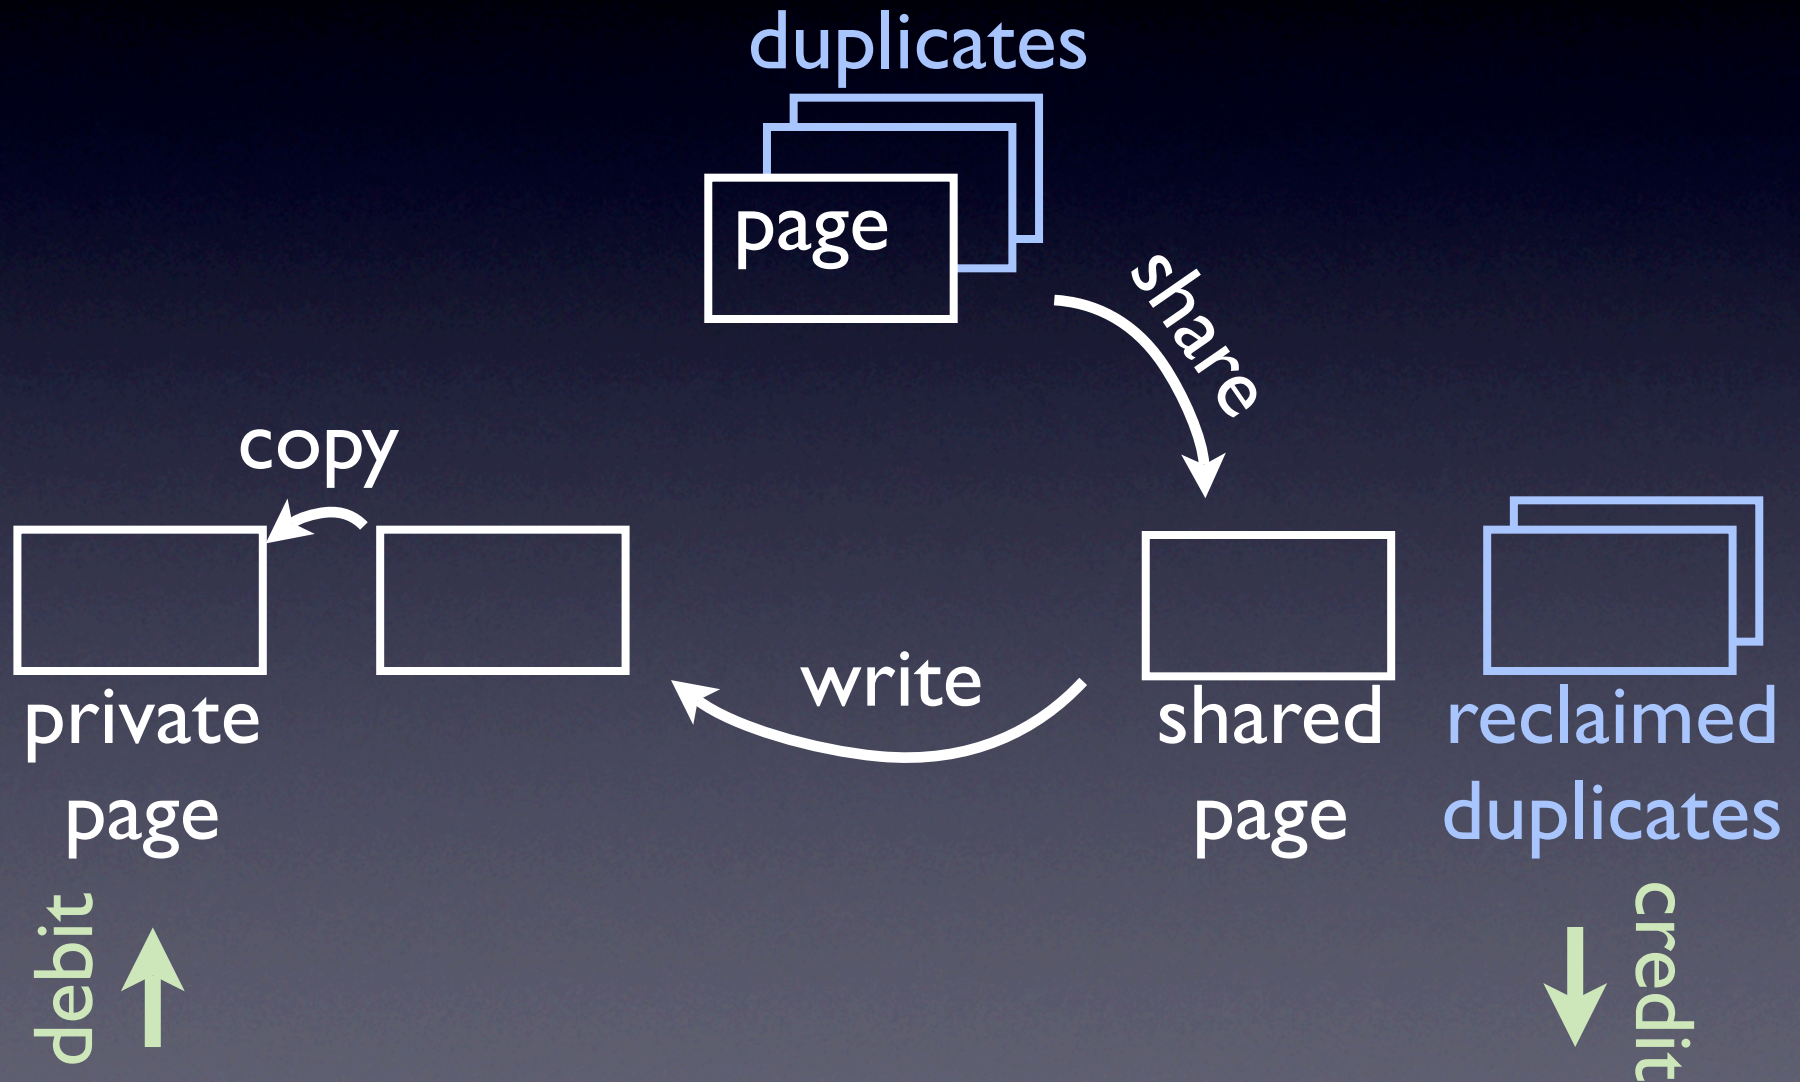 duplicates
page
share
copy
write
private
page
shared
page
reclaimed
duplicates
debit
credit